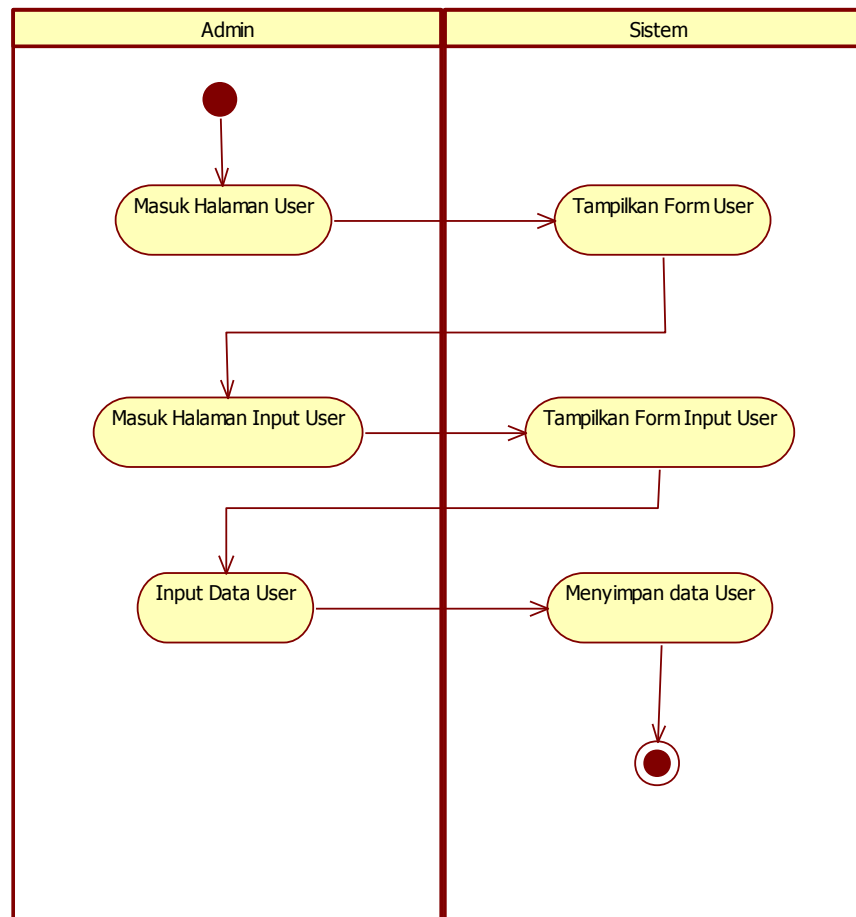 Admin
Sistem
Masuk Halaman User
Tampilkan Form User
Masuk Halaman Input User
Tampilkan Form Input User
Input Data User
Menyimpan data User